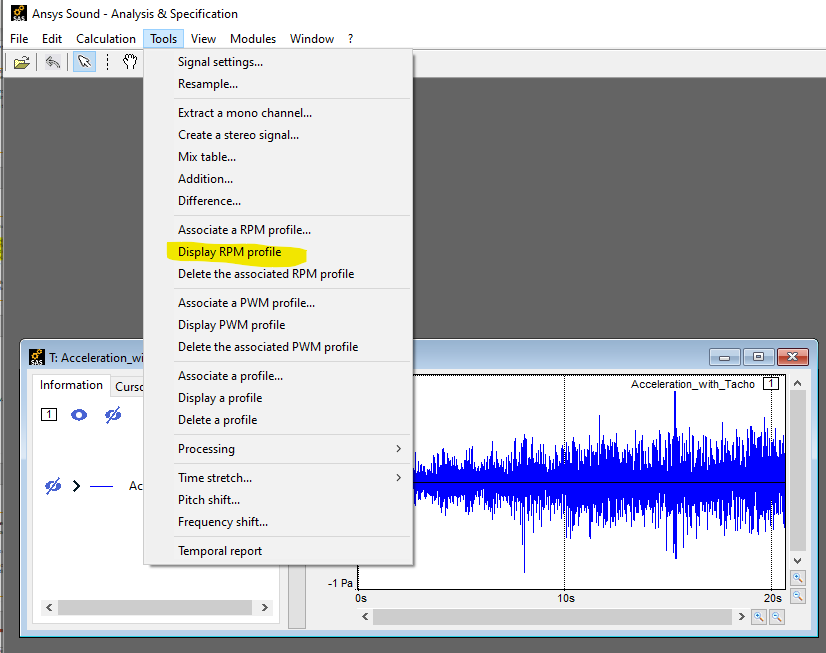 Ansys Sound - Analysis & Specification
File Edit Calculation Tools View Modules Window ?
Signal settings...
Resample...
Extract a mono channel...
Create a stereo signal...
Mix table...
Addition...
Difference...
Associate a RPM profile...
Display RPM profile
Delete the associated RPM profile
Associate a PWM profile...
Display PWM profile
Delete the associated PWM profile
Associate a profile...
Display a profile
Delete a profile
Processing
Time stretch...
Pitch shift...
Frequency shift...
Temporal report
SAS T: Acceleration_wi
Information Curso
1
Ac
Acceleration_with_Tacho 1
-1 Pa
0s 10s 20s